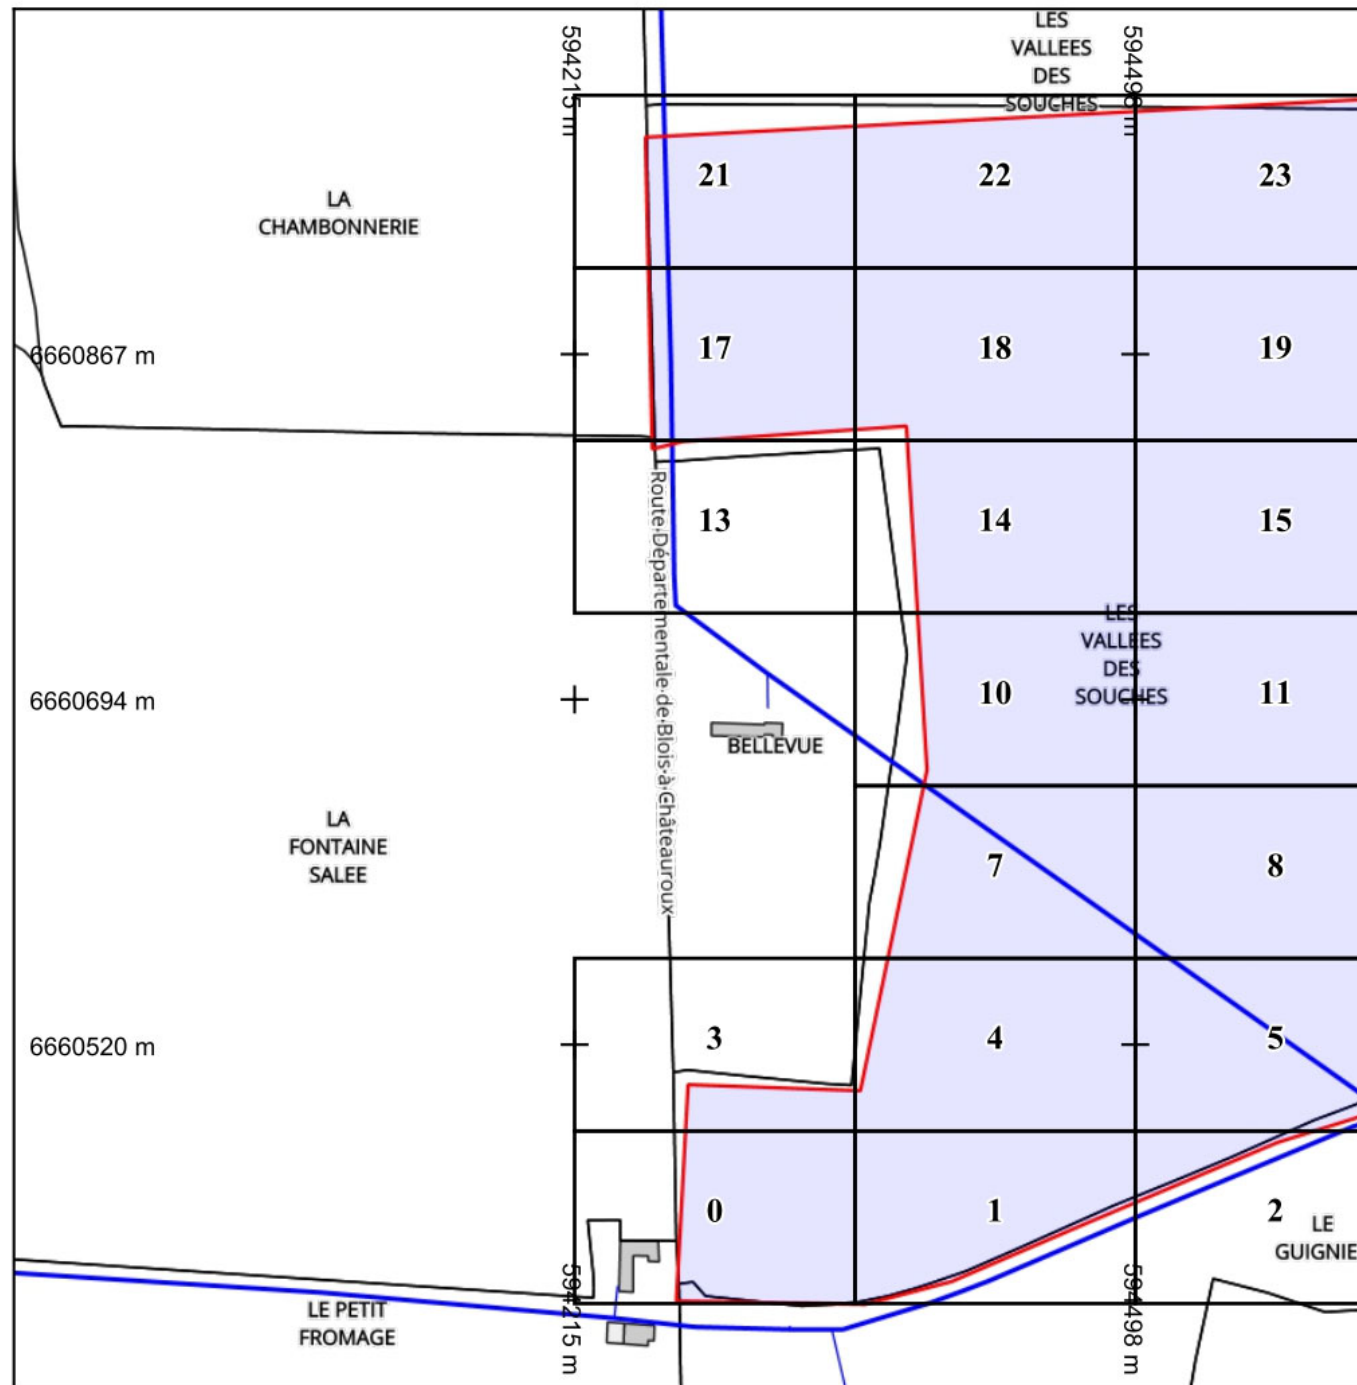 LES
VALLEES
DES
SOUCHES
594215 m
594498 m
21
22
23
LA
CHAMBONNERIE
17
18
19
6660867 m
Route Départementale de Blois à Châteauroux
13
14
15
LES
VALLEES
DES
SOUCHES
10
11
6660694 m
BELLEVUE
LA
FONTAINE
SALEE
7
8
3
4
5
6660520 m
0
1
2
LE
GUIGNIE
LE PETIT
FROMAGE
594215 m
594498 m